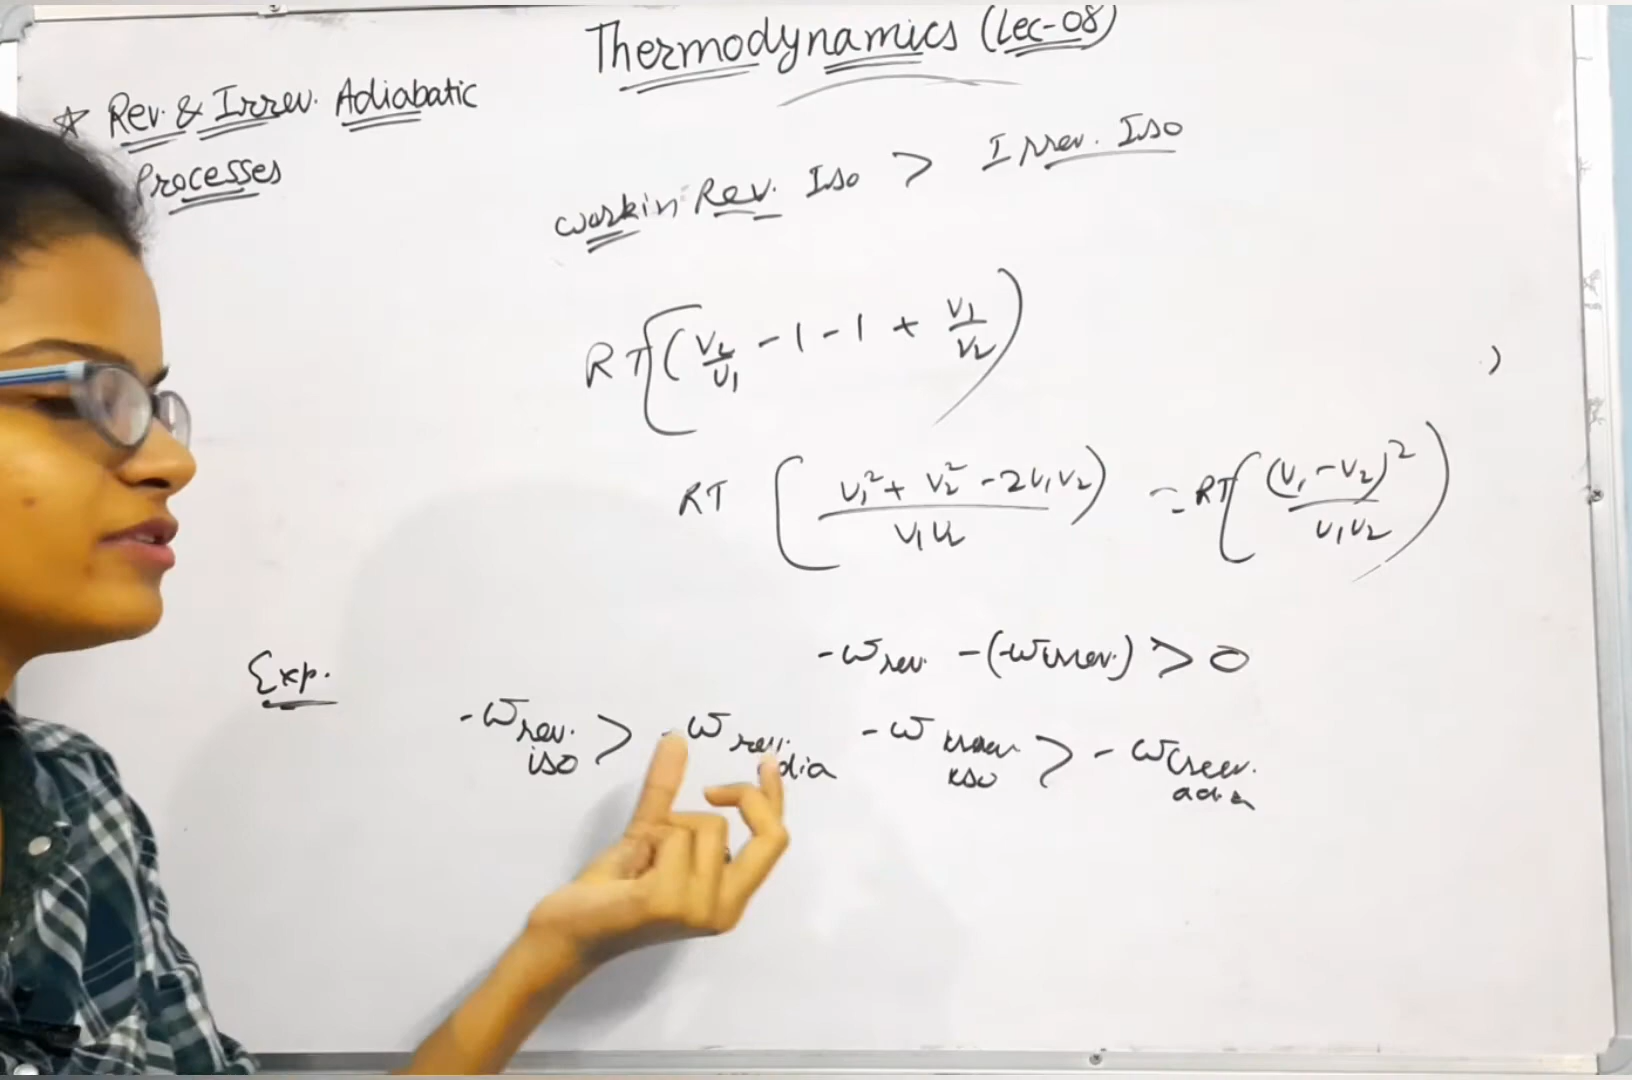 Thermodynamics (Lec-08)
* Rev. & Irrev. Adiabatic
Processes
work in Rev. Iso > Irrev. Iso
RT[(V₂/V₁ - 1 - 1 + V₁/V₂)
RT [(V₁² + V₂² - 2V₁V₂)/V₁V₂) = RT[(V₁ - V₂)²/V₁V₂)
-Wrev. - (-Wirrev.) > 0
Exp.
-Wrev. iso > -Wrev. adia -Wirrev iso > -Wirrev. adia